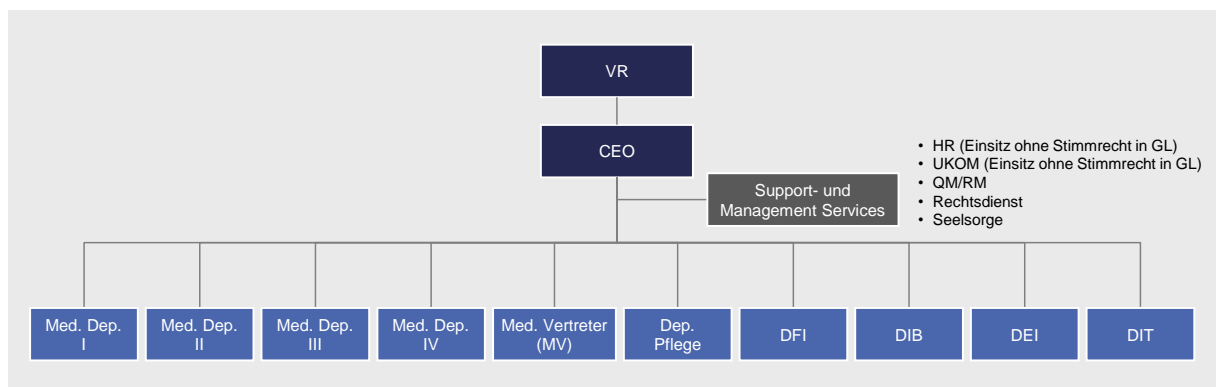 VR
CEO
Support- und
Management Services
• HR (Einsitz ohne Stimmrecht in GL)
• UKOM (Einsitz ohne Stimmrecht in GL)
• QM/RM
• Rechtsdienst
• Seelsorge
Med. Dep.
I
Med. Dep.
II
Med. Dep.
III
Med. Dep.
IV
Med. Vertreter
(MV)
Dep.
Pflege
DFI
DIB
DEI
DIT